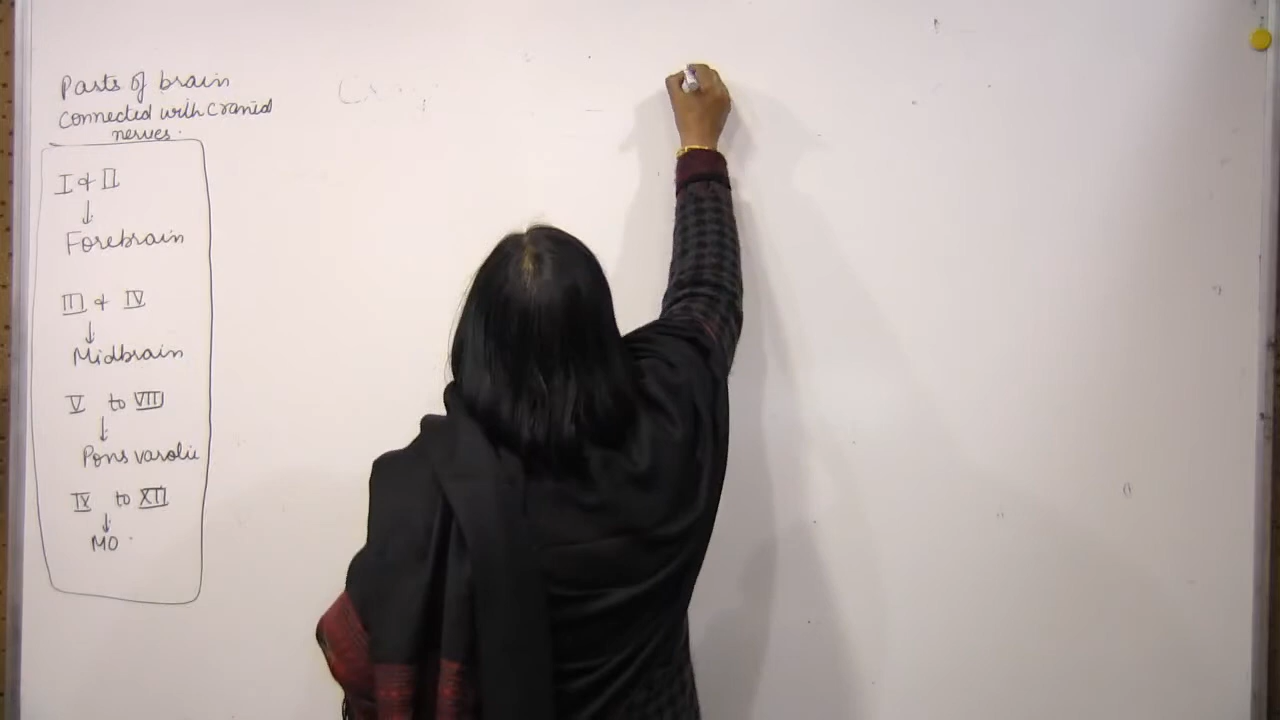 Parts of brain
connected with cranial
nerves.
I & II
↓
Forebrain
III & IV
↓
Midbrain
V to VIII
↓
Pons varolii
IX to XII
↓
MO